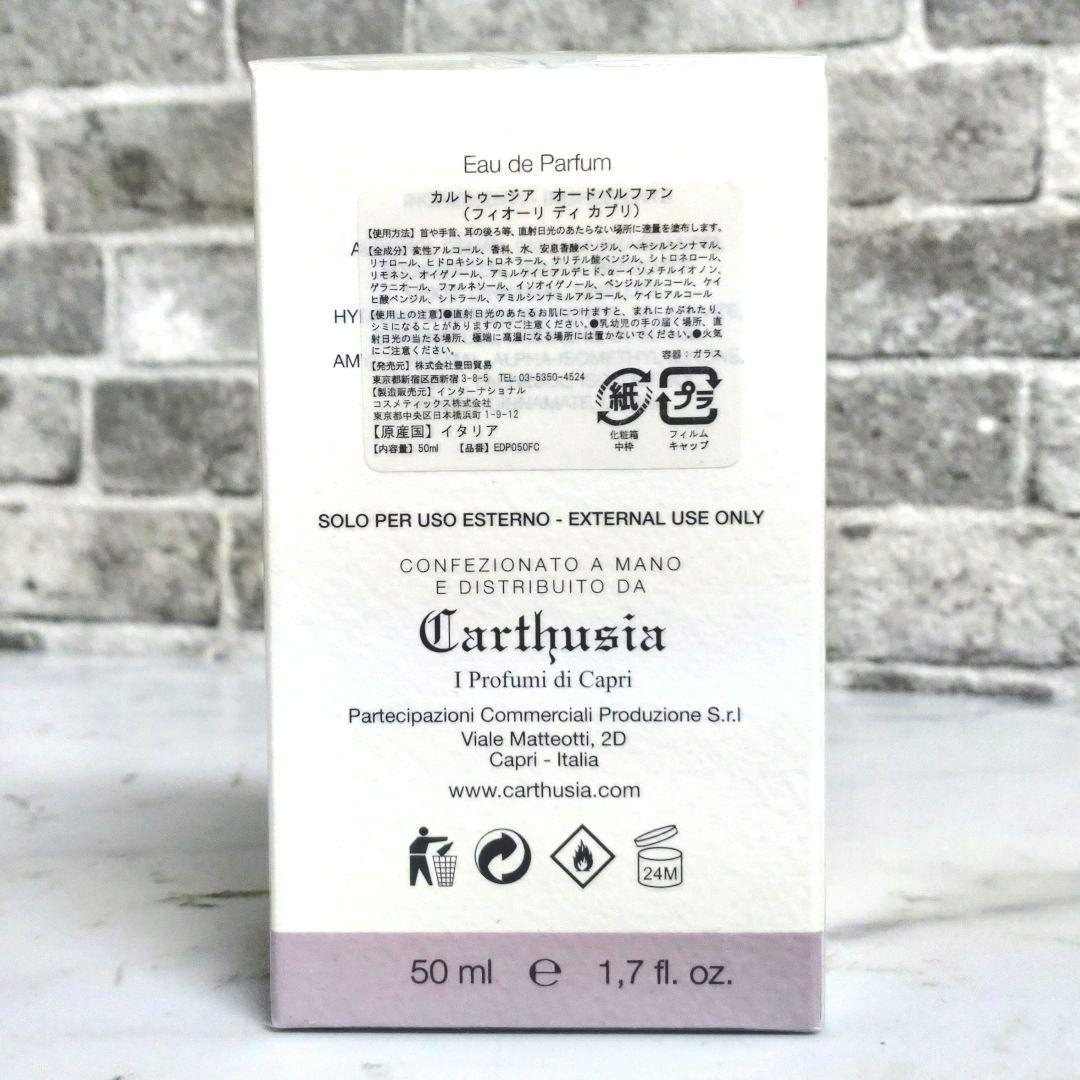 Eau de Parfum
カルトゥージア オードパルファン
(フィオーリ ディ カプリ)
【使用方法】首や手首、耳の後ろ等、直射日光のあたらない場所に適量を塗布します。
【全成分】変性アルコール、香料、水、安息香酸ベンジル、ヘキシルシンナマル、
リナロール、ヒドロキシシトロネラール、サリチル酸ベンジル、シトロネロール、
リモネン、オイゲノール、アミルケイヒアルデヒド、α-イソメチルイオノン、
ゲラニオール、ファルネソール、イソオイゲノール、ベンジルアルコール、ケイ
ヒ酸ベンジル、シトラール、アミルシンナミルアルコール、ケイヒアルコール
【使用上の注意】●直射日光のあたるお肌につけますと、まれにかぶれたり、
シミになることがありますのでご注意ください。●乳幼児の手の届く場所、直
射日光の当たる場所、極端に高温になる場所には置かないでください。●火気
にご注意ください。
容器:ガラス
【発売元】株式会社豊田貿易
東京都新宿区西新宿3-8-5 TEL: 03-5350-4524
【製造販売元】インターナショナル
コスメティックス株式会社
東京都中央区日本橋浜町1-9-12
【原産国】イタリア
【内容量】50ml 【品番】EDP050FC
紙 プラ
化粧箱 フィルム
中枠 キャップ
SOLO PER USO ESTERNO - EXTERNAL USE ONLY
CONFEZIONATO A MANO
E DISTRIBUITO DA
Carthusia
I Profumi di Capri
Partecipazioni Commerciali Produzione S.r.l
Viale Matteotti, 2D
Capri - Italia
www.carthusia.com
24M
50 ml e 1,7 fl. oz.